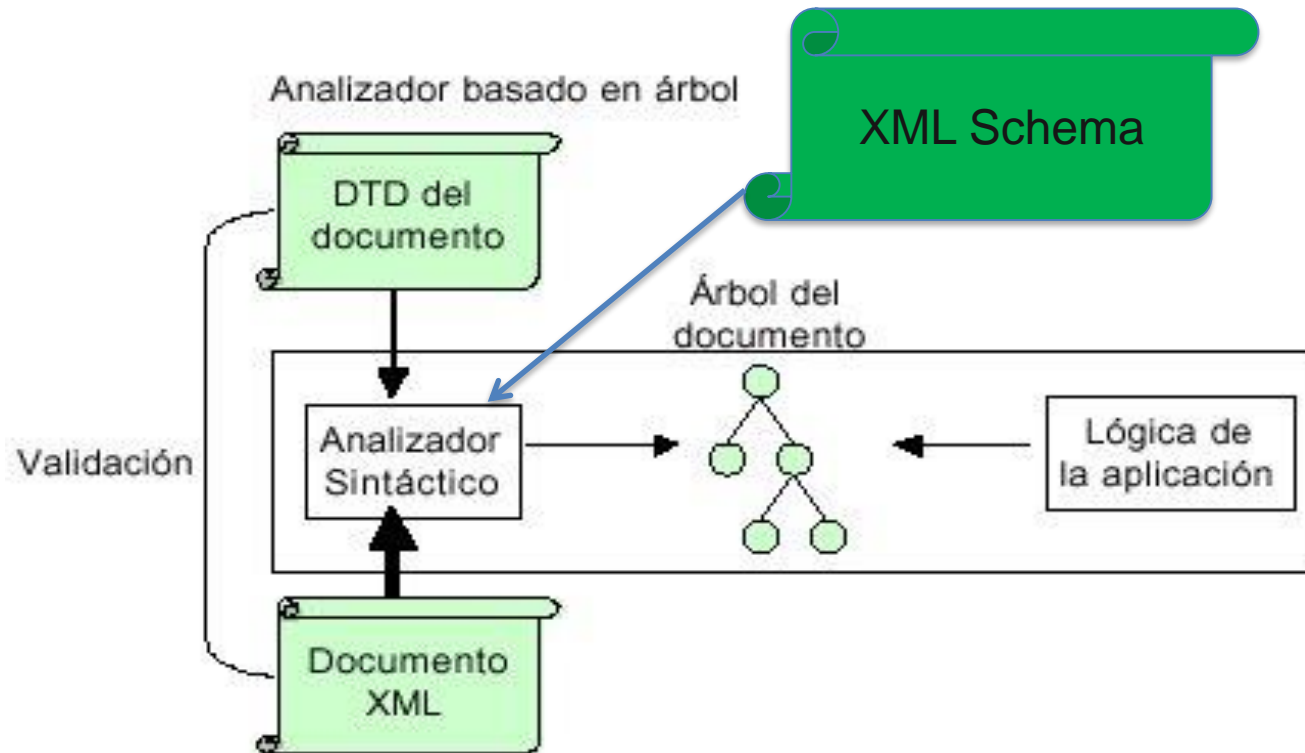 Analizador basado en árbol
XML Schema
DTD del
documento
Árbol del
documento
Validación
Analizador
Sintáctico
Lógica de
la aplicación
Documento
XML